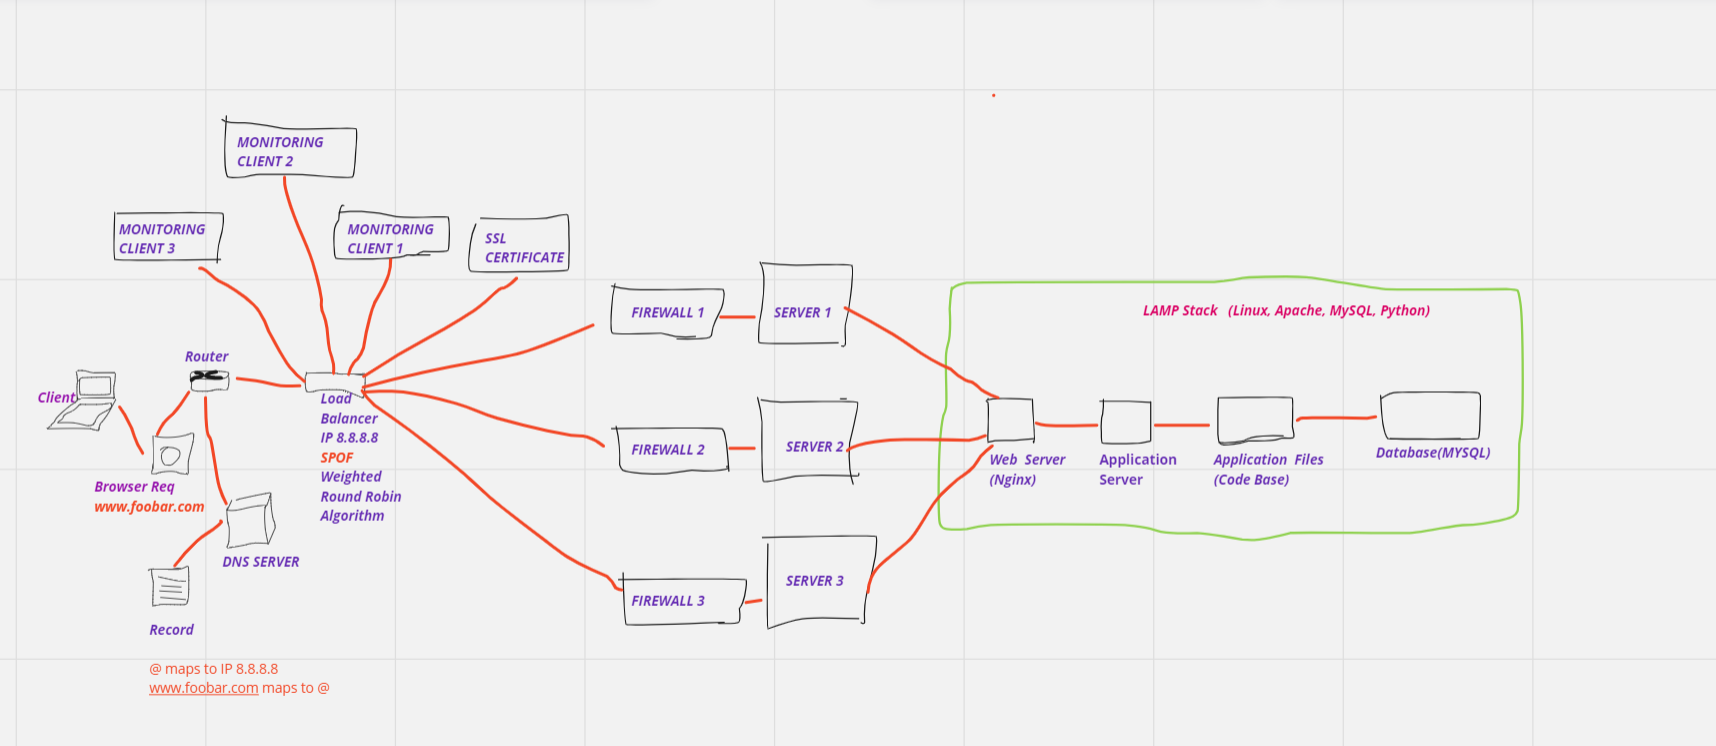 MONITORING
CLIENT 2
MONITORING
CLIENT 3
MONITORING
CLIENT 1
SSL
CERTIFICATE
FIREWALL 1
SERVER 1
LAMP Stack (Linux, Apache, MySQL, Python)
Router
Client
Load
Balancer
IP 8.8.8.8
SPOF
Weighted
Round Robin
Algorithm
FIREWALL 2
SERVER 2
Web Server
(Nginx)
Application
Server
Application Files
(Code Base)
Database(MYSQL)
Browser Req
www.foobar.com
DNS SERVER
FIREWALL 3
SERVER 3
Record
@ maps to IP 8.8.8.8
www.foobar.com maps to @